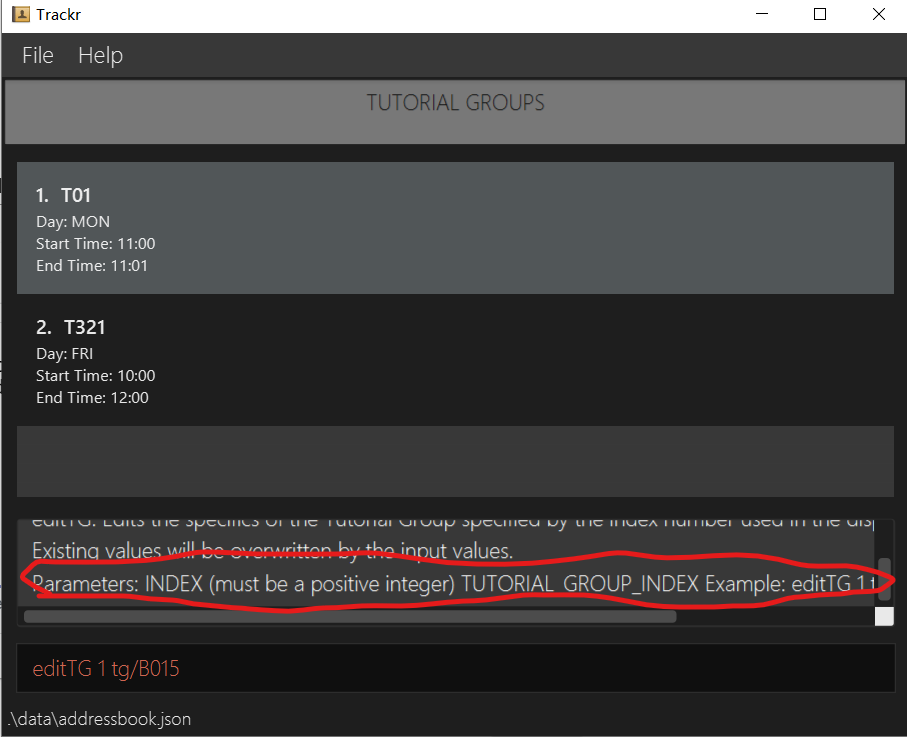 Trackr
File Help
TUTORIAL GROUPS
1. T01
Day: MON
Start Time: 11:00
End Time: 11:01
2. T321
Day: FRI
Start Time: 10:00
End Time: 12:00
editTG: Edits the specifics of the Tutorial Group specified by the index number used in the
Existing values will be overwritten by the input values.
Parameters: INDEX (must be a positive integer) TUTORIAL_GROUP_INDEX Example: editTG 1
editTG 1 tg/B015
.\data\addressbook.json